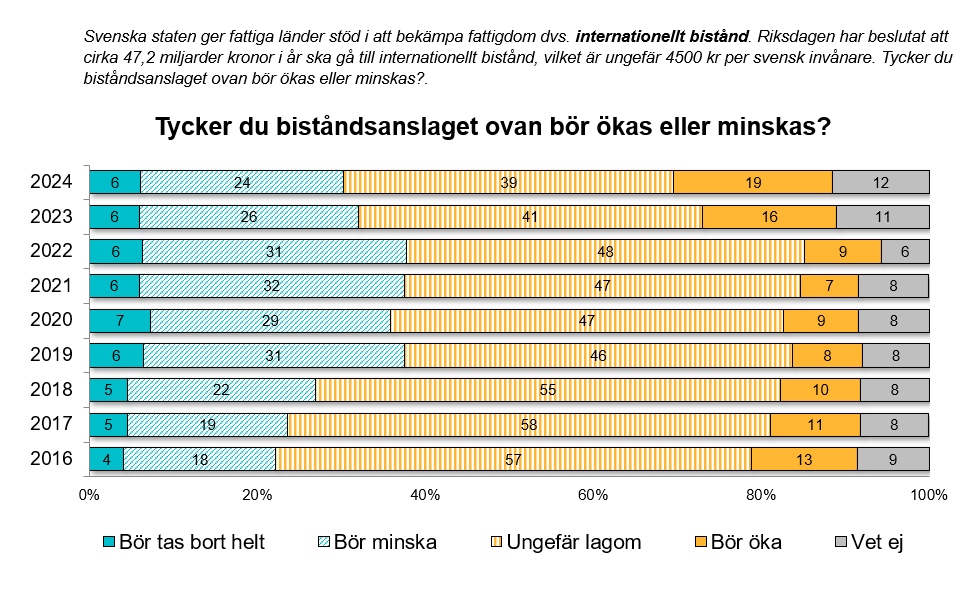 Svenska staten ger fattiga länder stöd i att bekämpa fattigdom dvs. internationellt bistånd. Riksdagen har beslutat att
cirka 47,2 miljarder kronor i år ska gå till internationellt bistånd, vilket är ungefär 4500 kr per svensk invånare. Tycker du
biståndsanslaget ovan bör ökas eller minskas?.
Tycker du biståndsanslaget ovan bör ökas eller minskas?
2024 6 24 39 19 12
2023 6 26 41 16 11
2022 6 31 48 9 6
2021 6 32 47 7 8
2020 7 29 47 9 8
2019 6 31 46 8 8
2018 5 22 55 10 8
2017 5 19 58 11 8
2016 4 18 57 13 9
0% 20% 40% 60% 80% 100%
Bör tas bort helt Bör minska Ungefär lagom Bör öka Vet ej